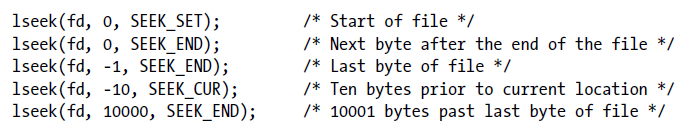 lseek(fd, 0, SEEK_SET);          /* Start of file */
lseek(fd, 0, SEEK_END);          /* Next byte after the end of the file */
lseek(fd, -1, SEEK_END);         /* Last byte of file */
lseek(fd, -10, SEEK_CUR);        /* Ten bytes prior to current location */
lseek(fd, 10000, SEEK_END);      /* 10001 bytes past last byte of file */